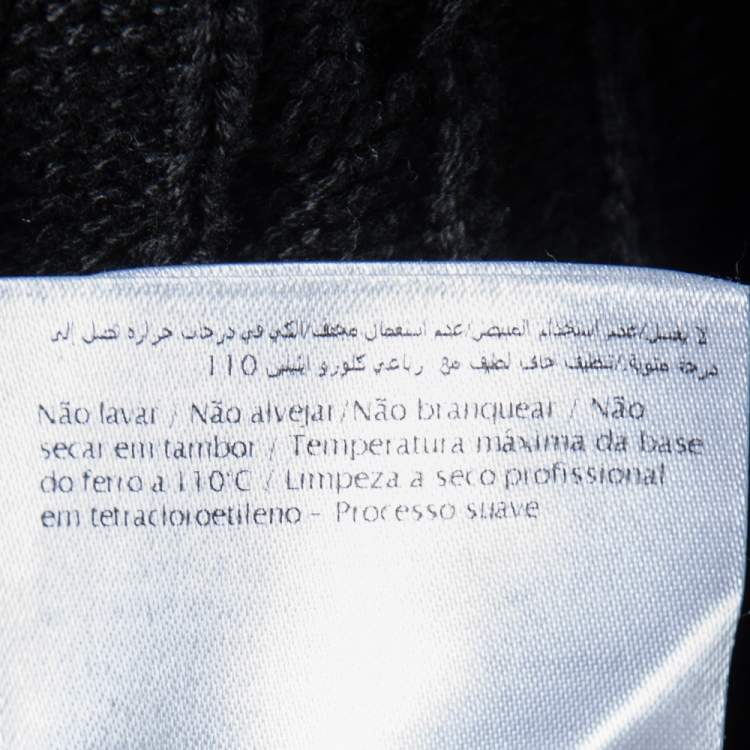 لا يغسل/عدم استخدام المبيض/عدم استعمال مجفف/الكي في درجات حراره تصل إلى
110 درجة مئوية./تنظيف جاف لطيف مع رباعي كلورو ايثيلين
Não lavar / Não alvejar/Não branquear / Não
secar em tambor / Temperatura máxima da base
do ferro a 110°C / Limpeza a seco profissional
em tetracloroetileno - Processo suave